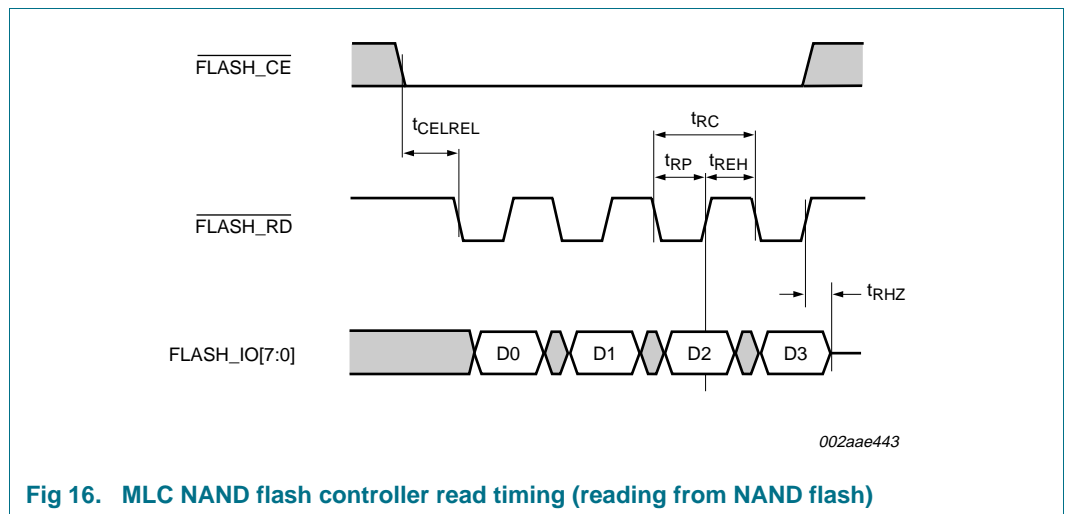 FLASH_CE
tCELREL
tRC
tRP
tREH
FLASH_RD
tRHZ
FLASH_IO[7:0]
D0
D1
D2
D3
002aae443
Fig 16. MLC NAND flash controller read timing (reading from NAND flash)